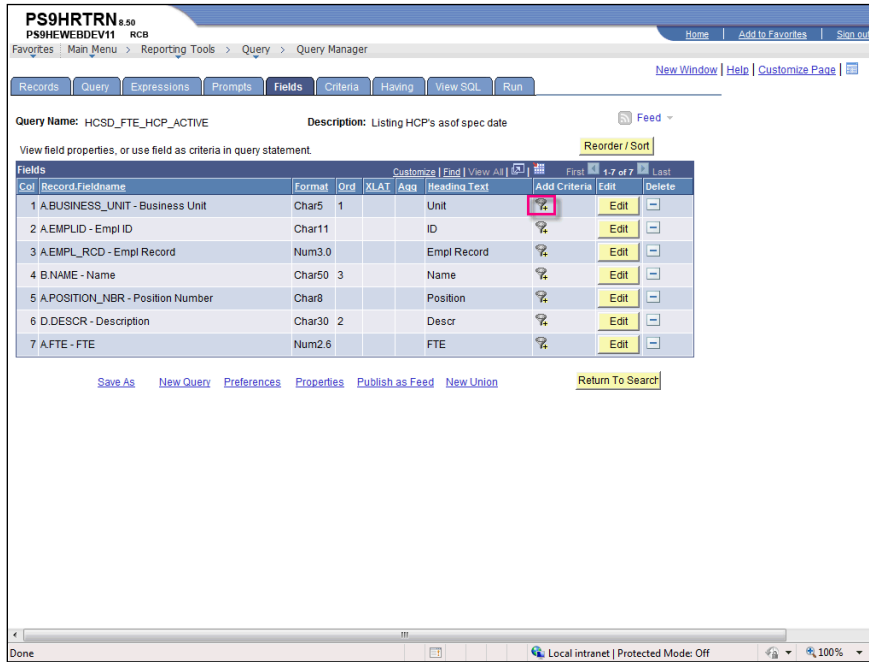 PS9HRTRN 8.50
PS9HEWEBDEV11 RCB
Home | Add to Favorites | Sign out
Favorites | Main Menu > Reporting Tools > Query > Query Manager
New Window | Help | Customize Page |
Records Query Expressions Prompts Fields Criteria Having View SQL Run
Query Name: HCSD_FTE_HCP_ACTIVE Description: Listing HCP's asof spec date Feed
View field properties, or use field as criteria in query statement. Reorder / Sort
Fields Customize | Find | View All | | First 1-7 of 7 Last
Col Record.Fieldname Format Ord XLAT Agg Heading Text Add Criteria Edit Delete
1 A.BUSINESS_UNIT - Business Unit Char5 1 Unit Edit
2 A.EMPLID - Empl ID Char11 ID Edit
3 A.EMPL_RCD - Empl Record Num3.0 Empl Record Edit
4 B.NAME - Name Char50 3 Name Edit
5 A.POSITION_NBR - Position Number Char8 Position Edit
6 D.DESCR - Description Char30 2 Descr Edit
7 A.FTE - FTE Num2.6 FTE Edit
Save As New Query Preferences Properties Publish as Feed New Union Return To Search
Done Local intranet | Protected Mode: Off 100%